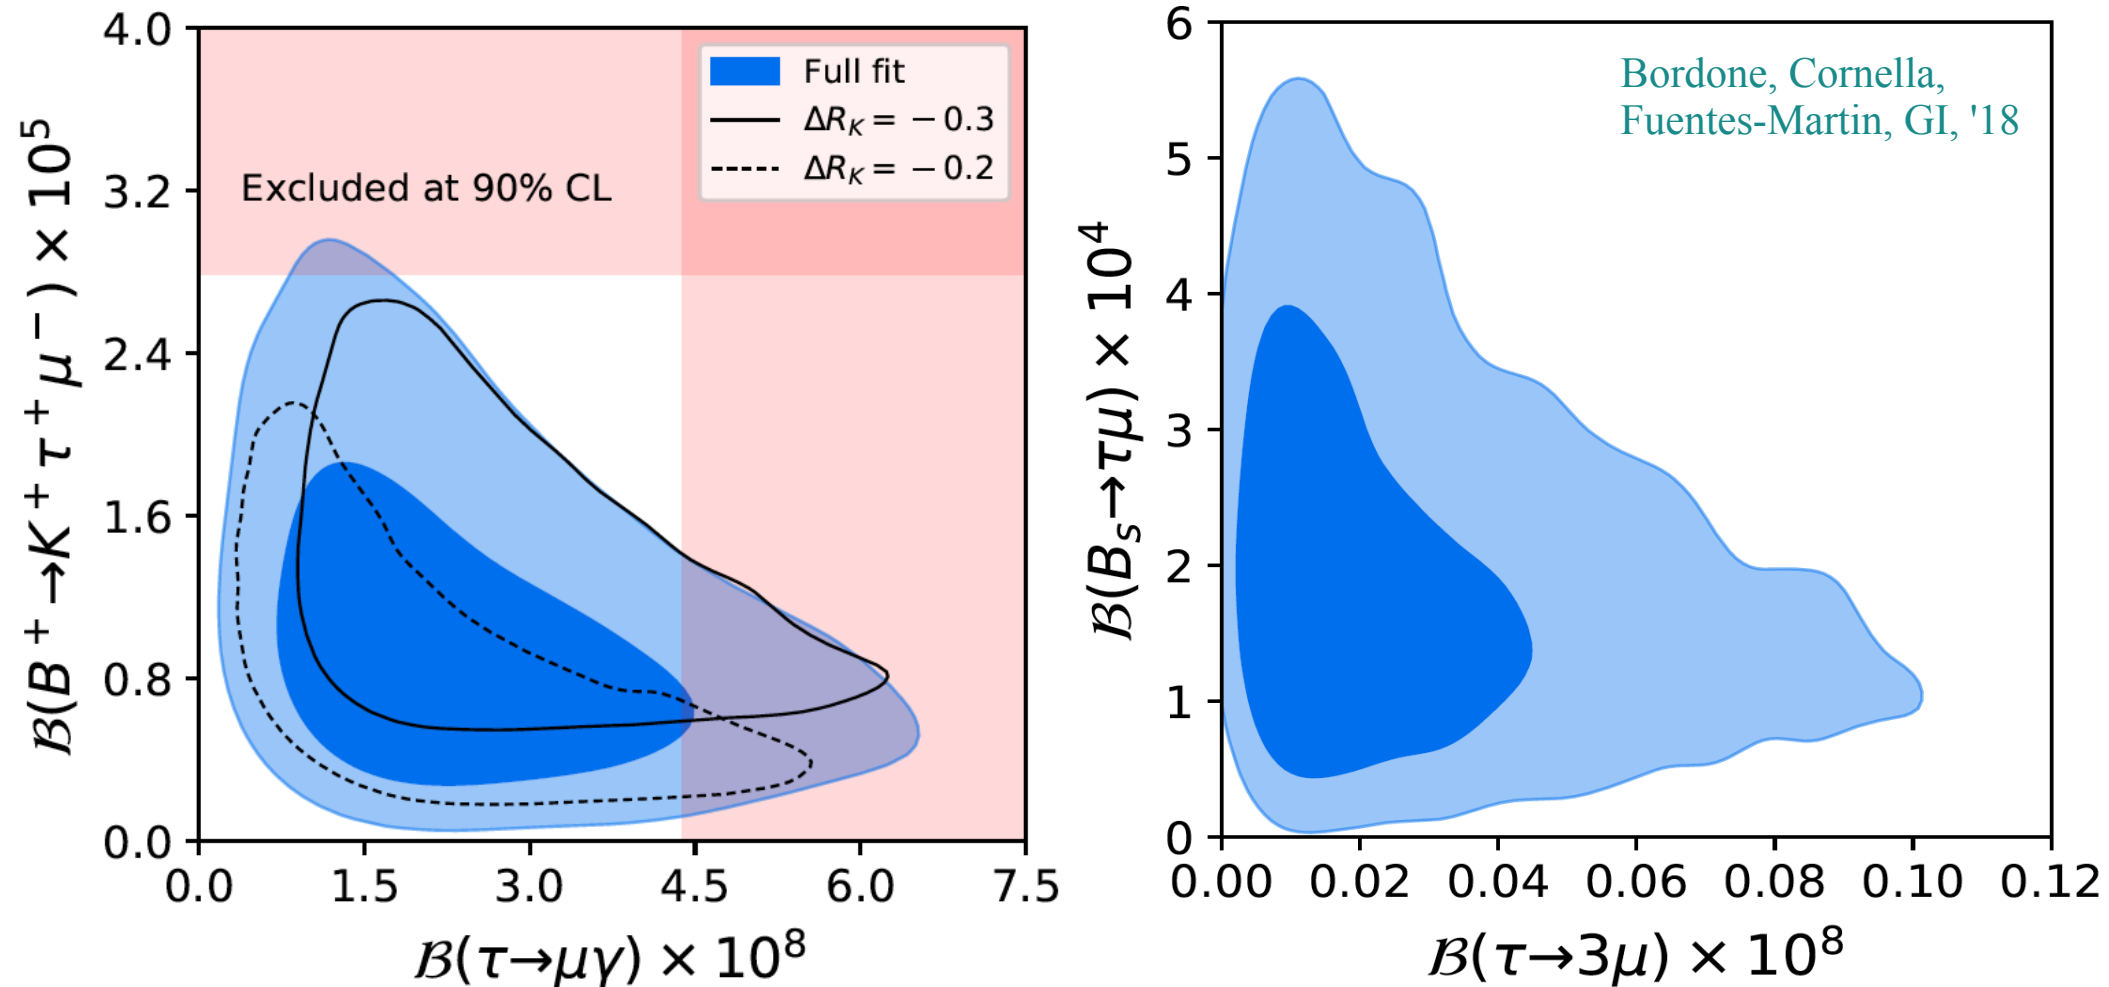 4.0
3.2
2.4
1.6
0.8
0.0
0.0 1.5 3.0 4.5 6.0 7.5
ℬ(B⁺→K⁺τ⁺μ⁻) × 10⁵
ℬ(τ→μγ) × 10⁸
Excluded at 90% CL
Full fit
ΔR_K = −0.3
ΔR_K = −0.2
6
5
4
3
2
1
0
0.00 0.02 0.04 0.06 0.08 0.10 0.12
ℬ(B_s→τμ) × 10⁴
ℬ(τ→3μ) × 10⁸
Bordone, Cornella,
Fuentes-Martin, GI, '18